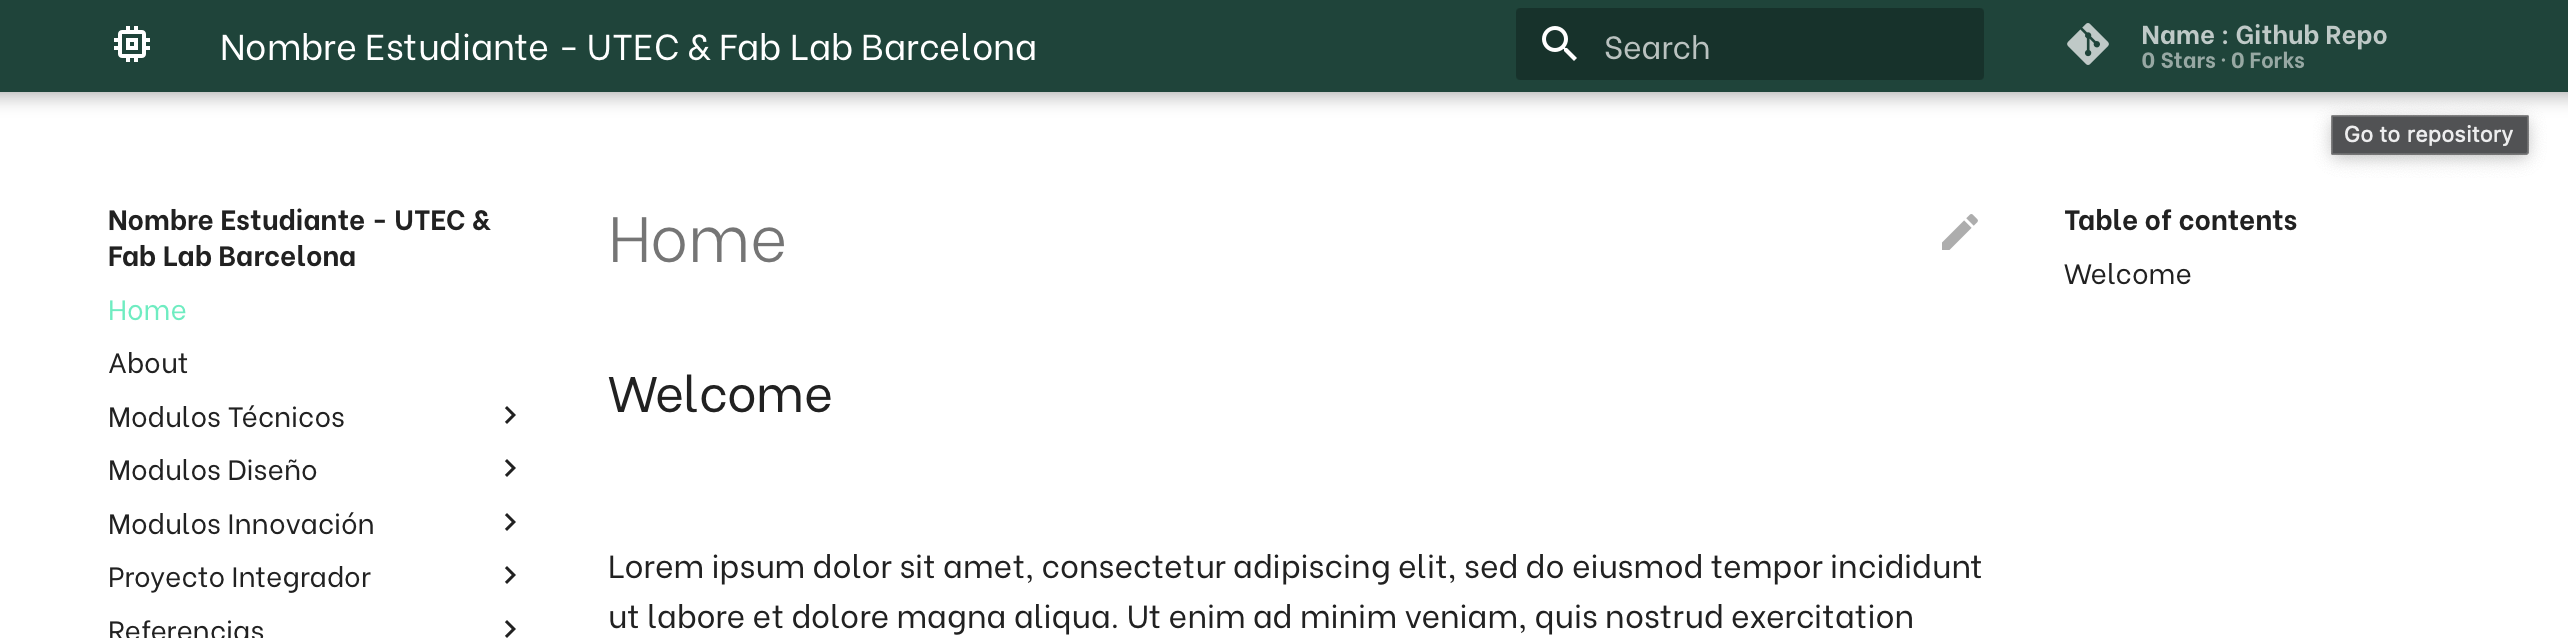 Nombre Estudiante - UTEC & Fab Lab Barcelona
Search
Name : Github Repo
0 Stars · 0 Forks
Go to repository
Nombre Estudiante - UTEC &
Fab Lab Barcelona
Home
About
Modulos Técnicos
Modulos Diseño
Modulos Innovación
Proyecto Integrador
Referencias
Home
Welcome
Lorem ipsum dolor sit amet, consectetur adipiscing elit, sed do eiusmod tempor incididunt
ut labore et dolore magna aliqua. Ut enim ad minim veniam, quis nostrud exercitation
Table of contents
Welcome